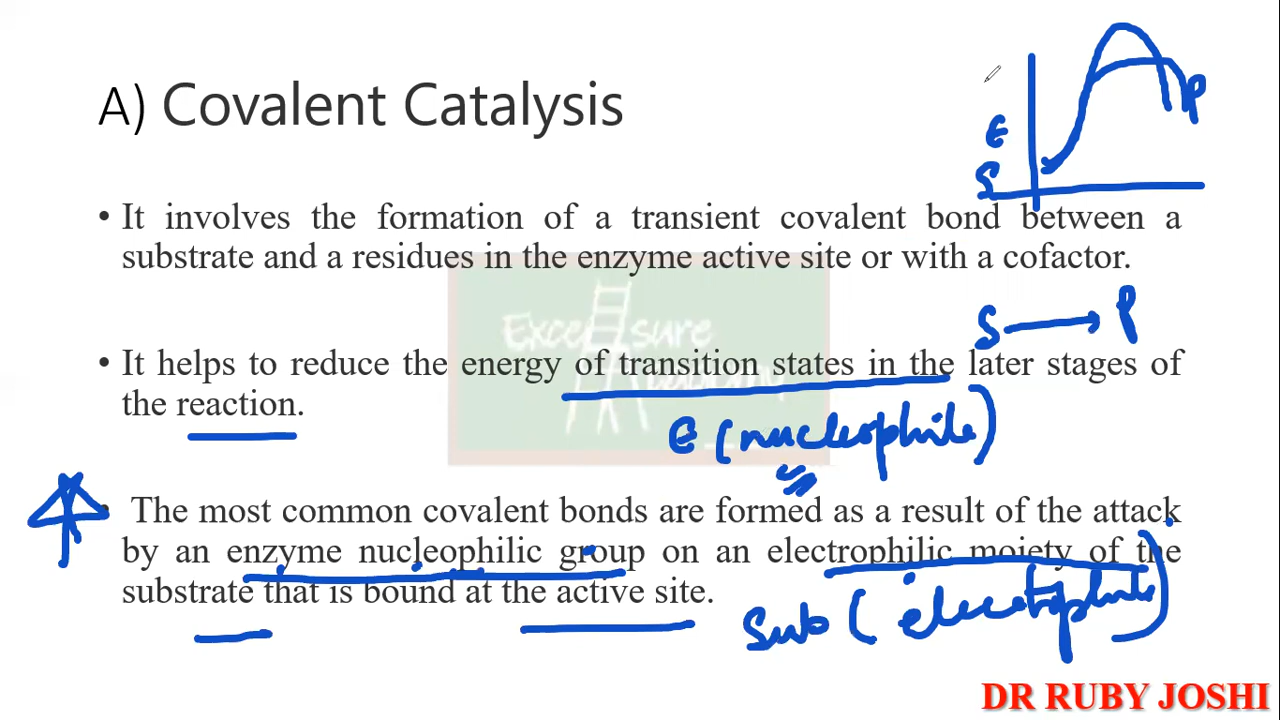 A) Covalent Catalysis
E
S
P
• It involves the formation of a transient covalent bond between a
substrate and a residues in the enzyme active site or with a cofactor.
S → P
• It helps to reduce the energy of transition states in the later stages of
the reaction.
E (nucleophile)
• The most common covalent bonds are formed as a result of the attack
by an enzyme nucleophilic group on an electrophilic moiety of the
substrate that is bound at the active site.
Sub (electrophile)
DR RUBY JOSHI